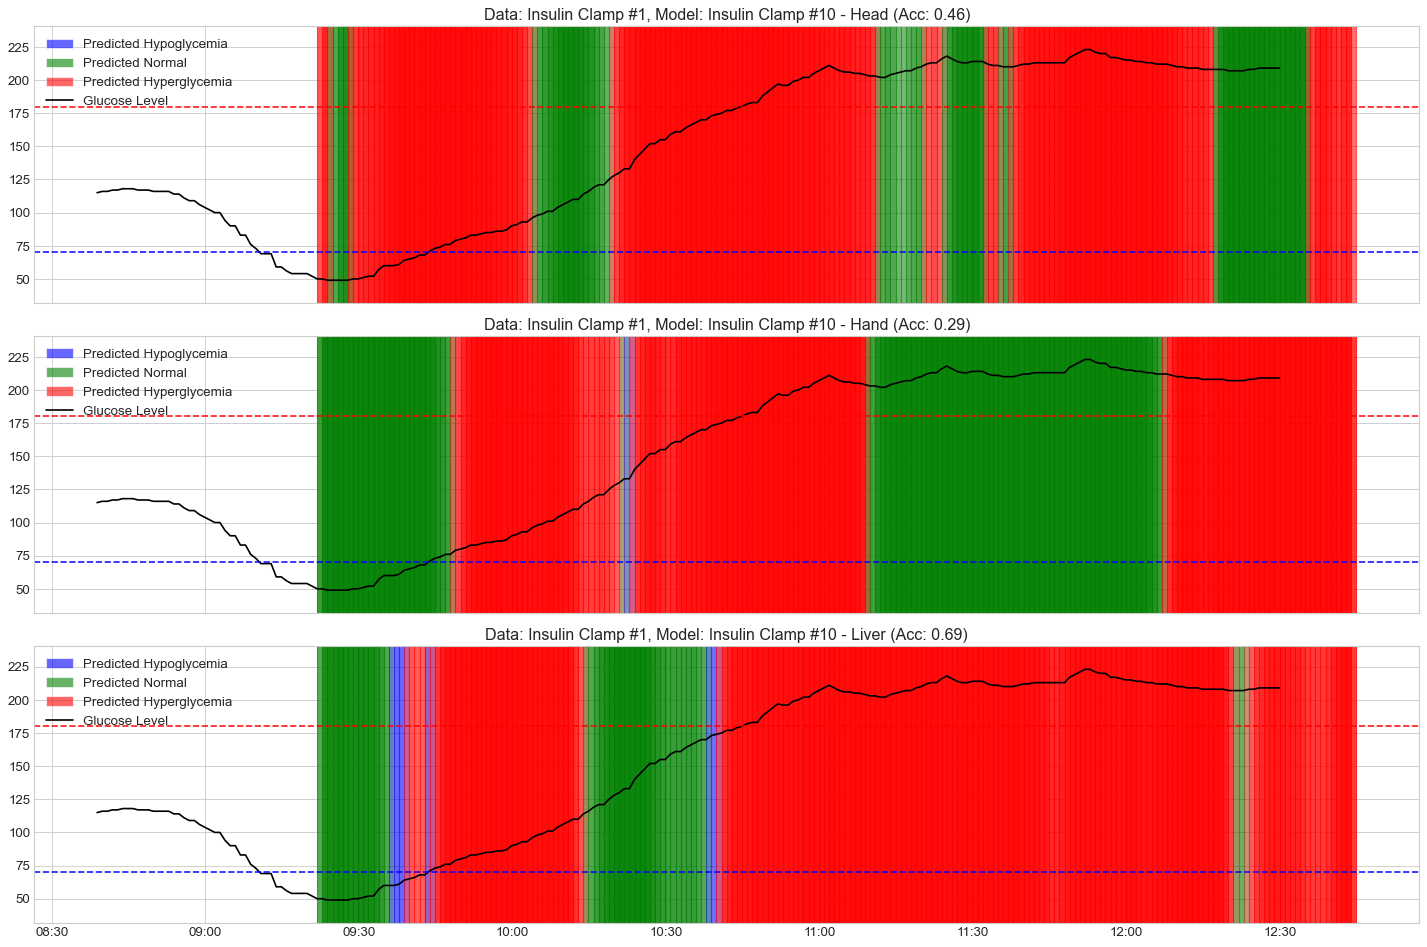 Data: Insulin Clamp #1, Model: Insulin Clamp #10 - Head (Acc: 0.46)
Predicted Hypoglycemia
Predicted Normal
Predicted Hyperglycemia
Glucose Level
225
200
175
150
125
100
75
50
Data: Insulin Clamp #1, Model: Insulin Clamp #10 - Hand (Acc: 0.29)
Predicted Hypoglycemia
Predicted Normal
Predicted Hyperglycemia
Glucose Level
225
200
175
150
125
100
75
50
Data: Insulin Clamp #1, Model: Insulin Clamp #10 - Liver (Acc: 0.69)
Predicted Hypoglycemia
Predicted Normal
Predicted Hyperglycemia
Glucose Level
225
200
175
150
125
100
75
50
08:30 09:00 09:30 10:00 10:30 11:00 11:30 12:00 12:30